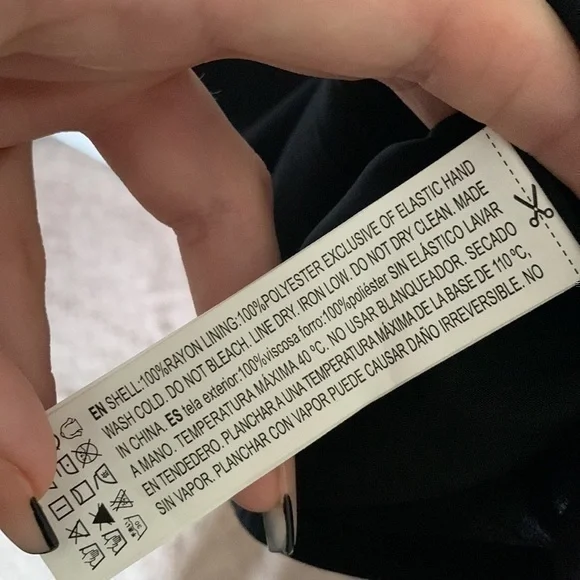 EN SHELL:100%RAYON LINING:100%POLYESTER EXCLUSIVE OF ELASTIC HAND
WASH COLD. DO NOT BLEACH. LINE DRY. IRON LOW. DO NOT DRY CLEAN. MADE
IN CHINA. ES tela exterior:100%viscosa forro:100%poliéster SIN ELÁSTICO LAVAR
A MANO. TEMPERATURA MÁXIMA 40 °C. NO USAR BLANQUEADOR. SECADO
EN TENDEDERO. PLANCHAR A UNA TEMPERATURA MÁXIMA DE LA BASE DE 110 °C,
SIN VAPOR. PLANCHAR CON VAPOR PUEDE CAUSAR DAÑO IRREVERSIBLE. NO